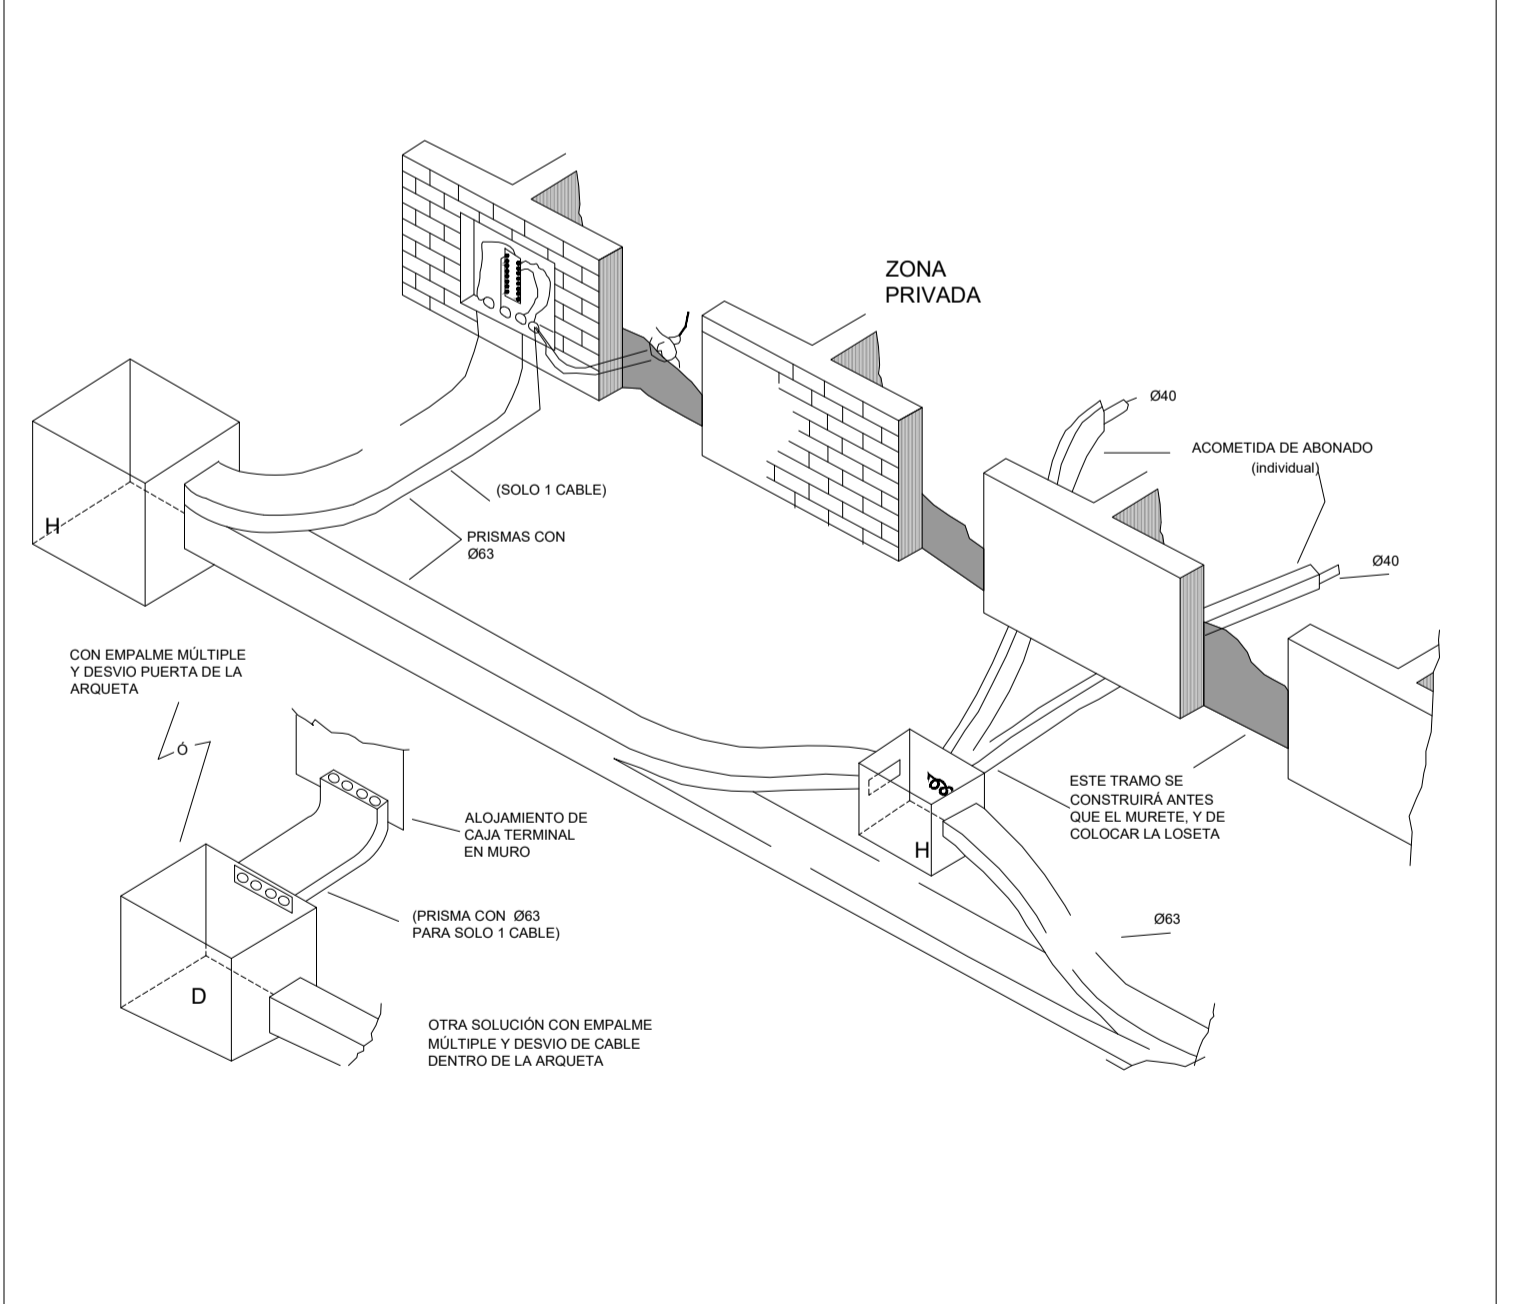 ZONA
PRIVADA
Ø40
ACOMETIDA DE ABONADO
(individual)
(SOLO 1 CABLE)
H
PRISMAS CON
Ø63
Ø40
CON EMPALME MÚLTIPLE
Y DESVIO PUERTA DE LA
ARQUETA
Ó
ESTE TRAMO SE
CONSTRUIRÁ ANTES
QUE EL MURETE, Y DE
COLOCAR LA LOSETA
ALOJAMIENTO DE
CAJA TERMINAL
EN MURO
H
(PRISMA CON Ø63
PARA SOLO 1 CABLE)
Ø63
D
OTRA SOLUCIÓN CON EMPALME
MÚLTIPLE Y DESVIO DE CABLE
DENTRO DE LA ARQUETA